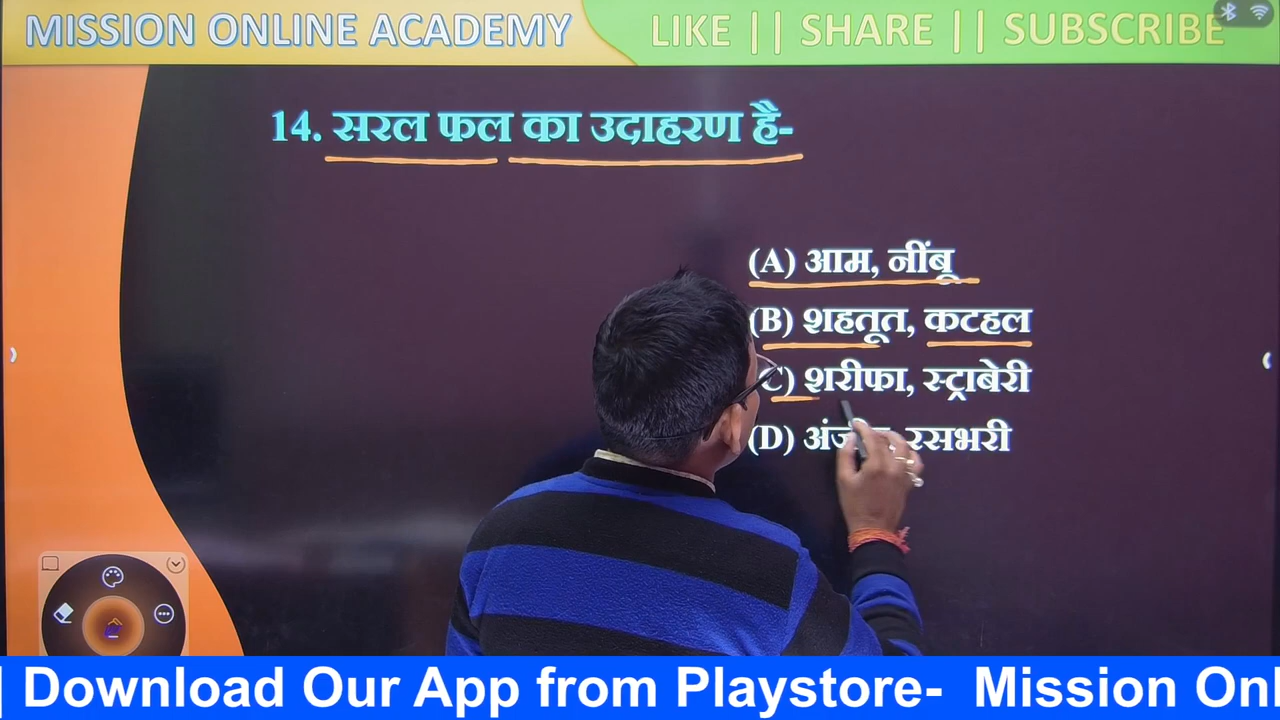 MISSION ONLINE ACADEMY
LIKE || SHARE || SUBSCRIBE
14. सरल फल का उदाहरण है-
(A) आम, नींबू
(B) शहतूत, कटहल
C) शरीफा, स्ट्राबेरी
(D) रसभरी
| Download Our App from Playstore- Mission